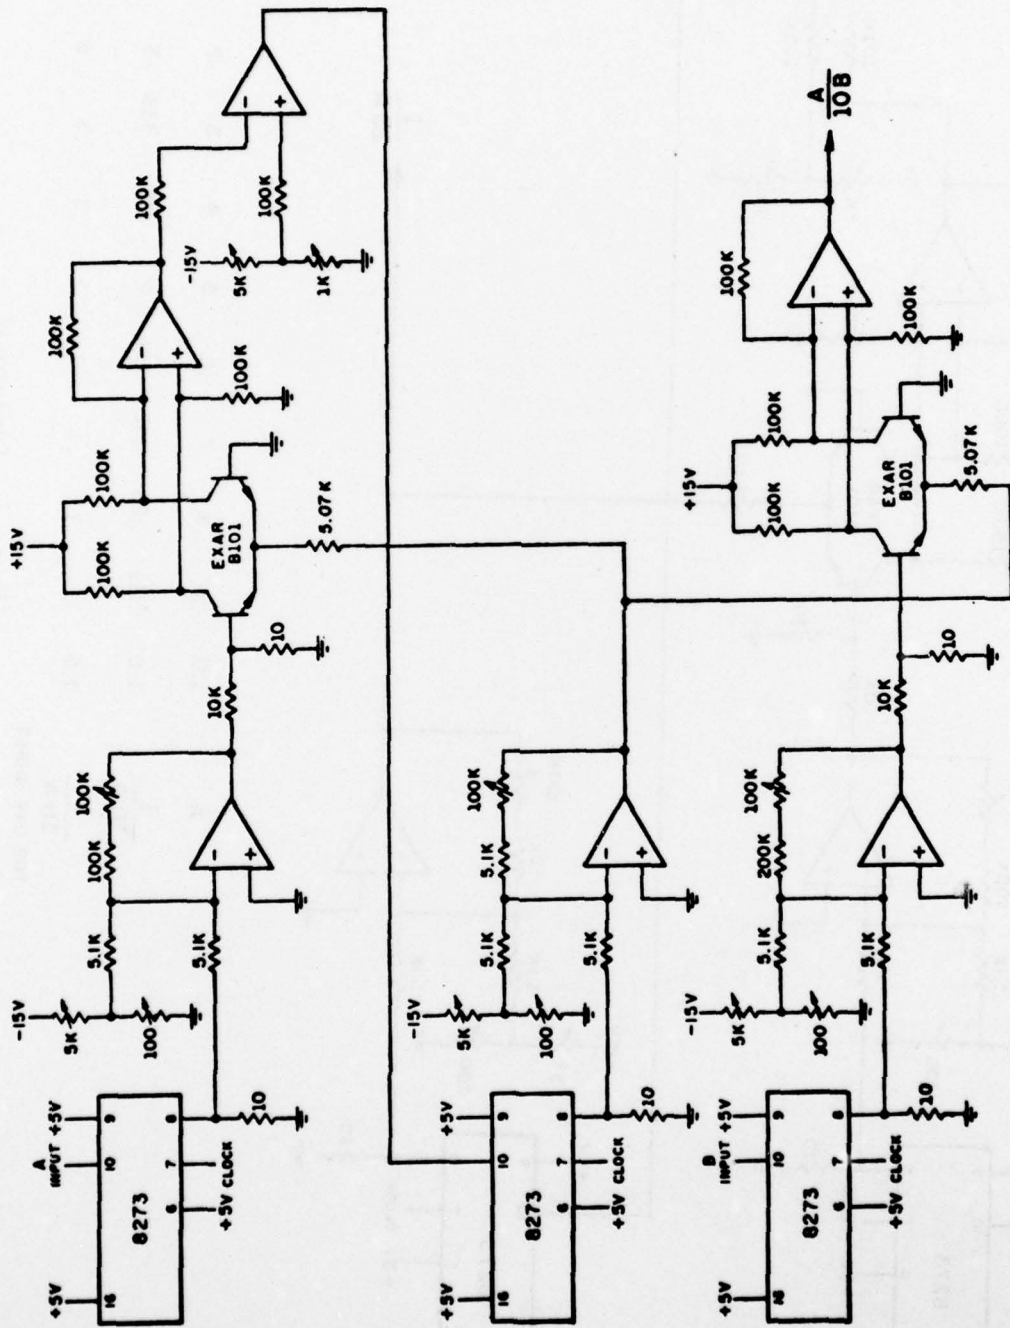 +5V
16
8273
INPUT A
10
+5V
9
6
+5V
7
CLOCK
8
10
-15V
5K
100
5.1K
5.1K
100K
100K
-
+
10K
10
+15V
100K
100K
EXAR
B101
5.07K
100K
100K
-
+
100K
-15V
5K
1K
100K
-
+
+5V
16
8273
10
+5V
9
6
+5V
7
CLOCK
8
10
-15V
5K
100
5.1K
5.1K
5.1K
100K
-
+
+5V
16
8273
INPUT B
10
+5V
9
6
+5V
7
CLOCK
8
10
-15V
5K
100
5.1K
5.1K
200K
100K
-
+
10K
10
+15V
100K
100K
EXAR
B101
5.07K
100K
100K
-
+
A
10B